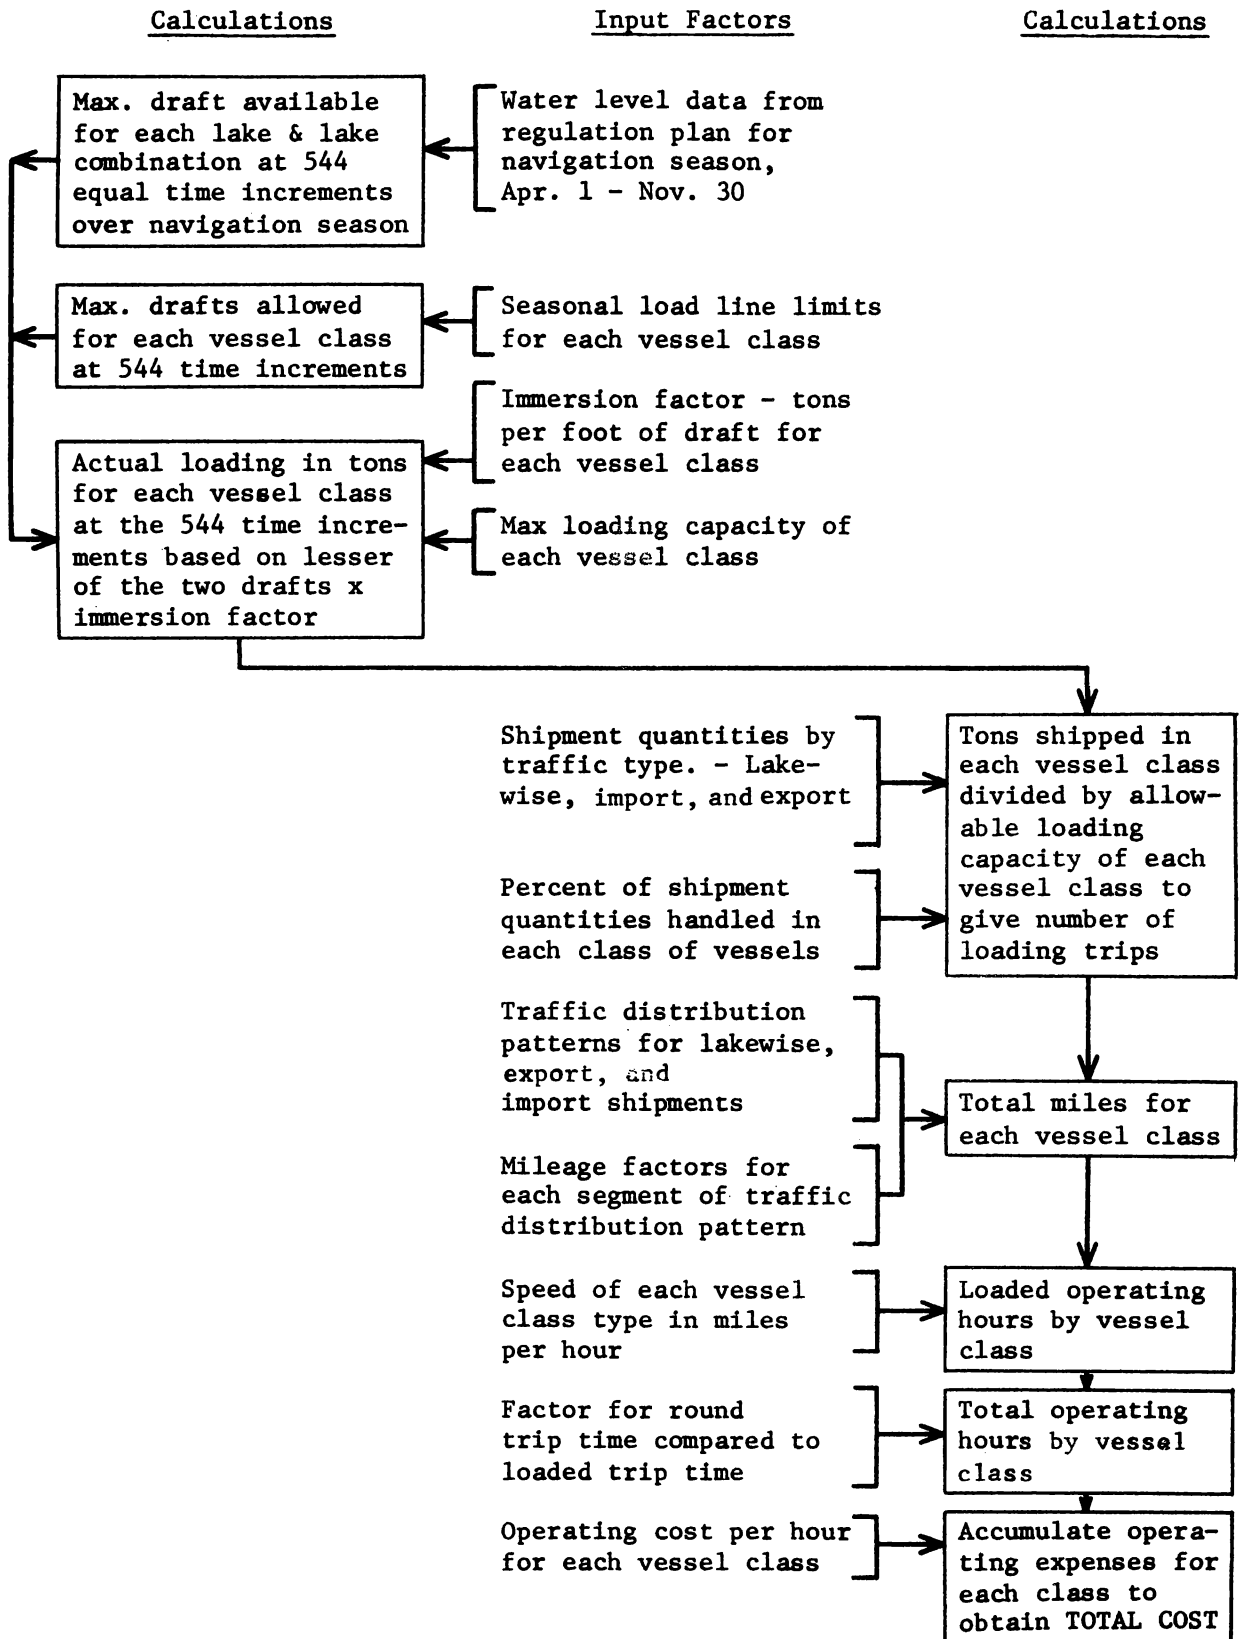 Calculations
Input Factors
Calculations
Max. draft available
for each lake & lake
combination at 544
equal time increments
over navigation season
Water level data from
regulation plan for
navigation season,
Apr. 1 - Nov. 30
Max. drafts allowed
for each vessel class
at 544 time increments
Seasonal load line limits
for each vessel class
Immersion factor - tons
per foot of draft for
each vessel class
Actual loading in tons
for each vessel class
at the 544 time incre-
ments based on lesser
of the two drafts x
immersion factor
Max loading capacity of
each vessel class
Shipment quantities by
traffic type. - Lake-
wise, import, and export
Percent of shipment
quantities handled in
each class of vessels
Tons shipped in
each vessel class
divided by allow-
able loading
capacity of each
vessel class to
give number of
loading trips
Traffic distribution
patterns for lakewise,
export, and
import shipments
Mileage factors for
each segment of traffic
distribution pattern
Total miles for
each vessel class
Speed of each vessel
class type in miles
per hour
Loaded operating
hours by vessel
class
Factor for round
trip time compared to
loaded trip time
Total operating
hours by vessel
class
Operating cost per hour
for each vessel class
Accumulate opera-
ting expenses for
each class to
obtain TOTAL COST